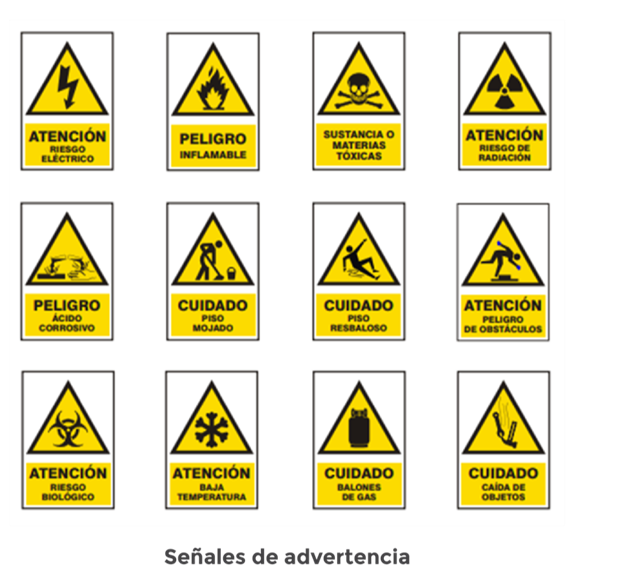 ATENCIÓN
RIESGO
ELÉCTRICO
PELIGRO
INFLAMABLE
SUSTANCIA O
MATERIAS
TÓXICAS
ATENCIÓN
RIESGO DE
RADIACIÓN
PELIGRO
ÁCIDO
CORROSIVO
CUIDADO
PISO
MOJADO
CUIDADO
PISO
RESBALOSO
ATENCIÓN
PELIGRO
DE OBSTÁCULOS
ATENCIÓN
RIESGO
BIOLÓGICO
ATENCIÓN
BAJA
TEMPERATURA
CUIDADO
BALONES
DE GAS
CUIDADO
CAÍDA DE
OBJETOS
Señales de advertencia